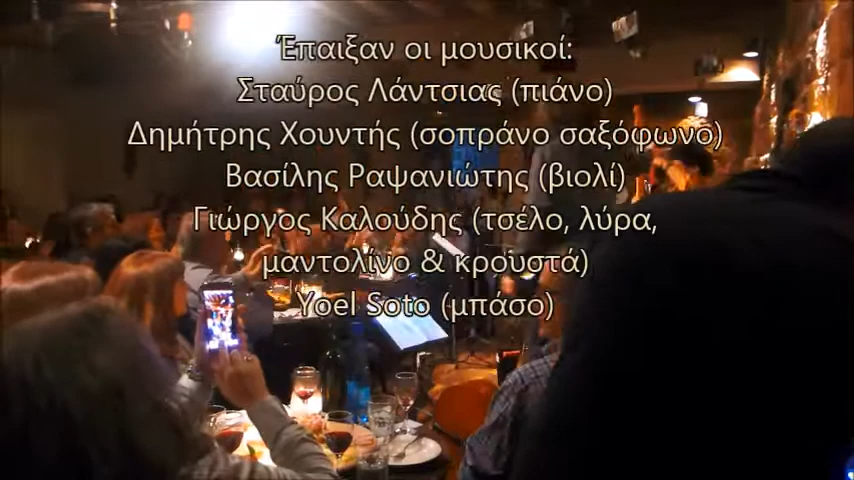 Έπαιξαν οι μουσικοί:
Σταύρος Λάντσιας (πιάνο)
Δημήτρης Χουντής (σοπράνο σαξόφωνο)
Βασίλης Ραψανιώτης (βιολί)
Γιώργος Καλούδης (τσέλο, λύρα,
μαντολίνο & κρουστά)
Yoel Soto (μπάσο)